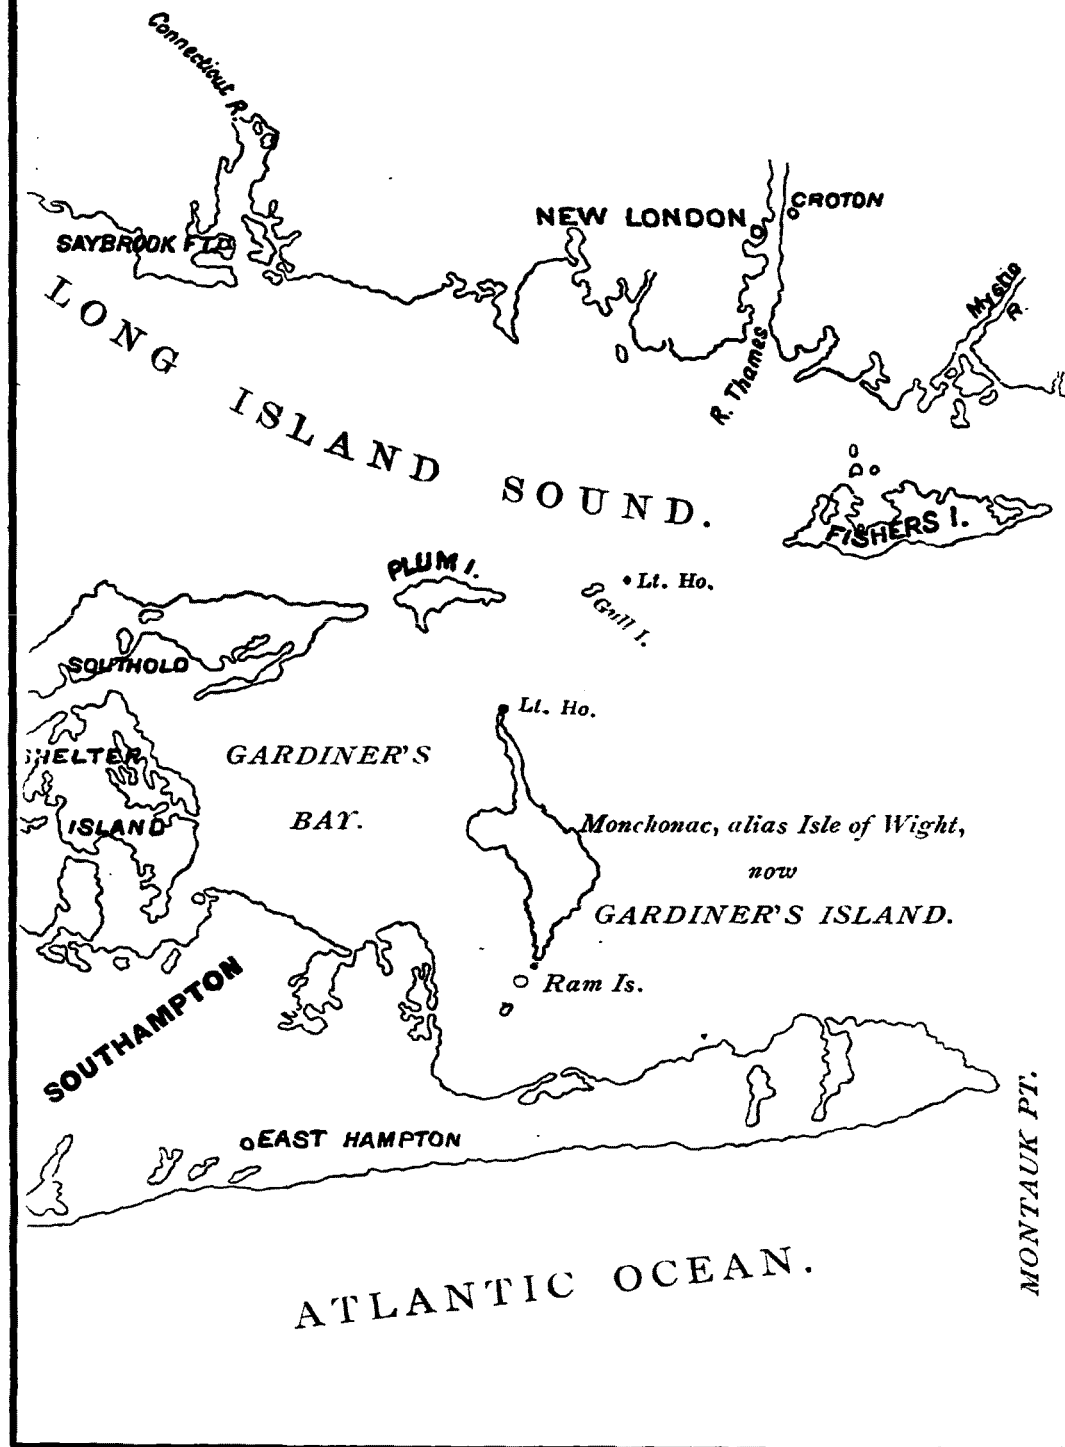 Connecticut R.
NEW LONDON
CROTON
SAYBROOK FT.
Mystic
R.
LONG ISLAND SOUND.
R. Thames
FISHERS I.
PLUM I.
Lt. Ho.
Gull I.
SOUTHOLD
Lt. Ho.
SHELTER
ISLAND
GARDINER'S
BAY.
Monchonac, alias Isle of Wight,
now
GARDINER'S ISLAND.
Ram Is.
SOUTHAMPTON
EAST HAMPTON
MONTAUK PT.
ATLANTIC OCEAN.